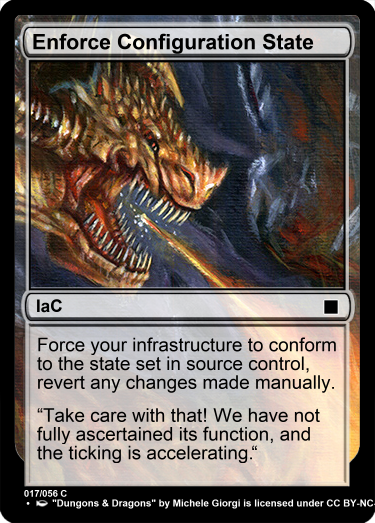 Enforce Configuration State
IaC
Force your infrastructure to conform
to the state set in source control,
revert any changes made manually.
“Take care with that! We have not
fully ascertained its function, and
the ticking is accelerating.“
017/056 C
• "Dungeons & Dragons" by Michele Giorgi is licensed under CC BY-NC-